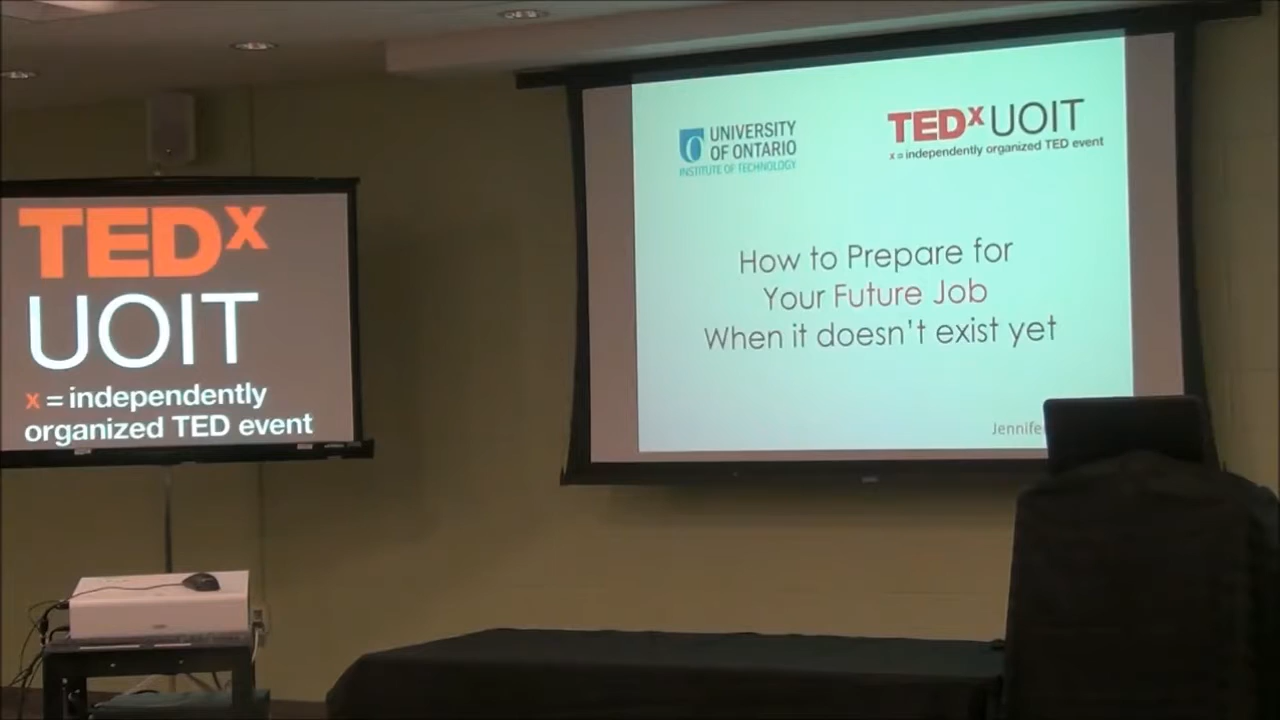 TEDx
UOIT
x = independently
organized TED event
UNIVERSITY
OF ONTARIO
INSTITUTE OF TECHNOLOGY
TEDx UOIT
x = independently organized TED event
How to Prepare for
Your Future Job
When it doesn't exist yet